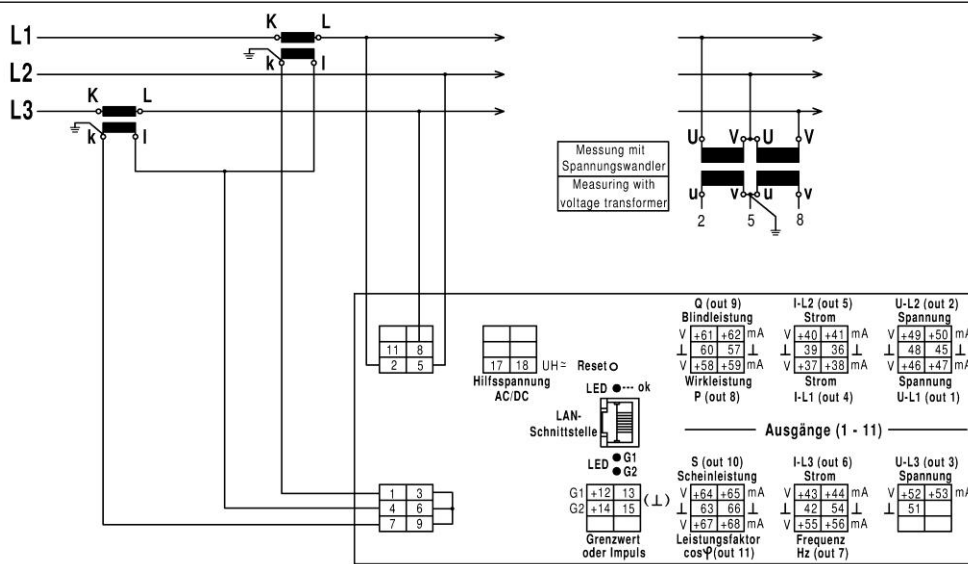 L1
K L
k l
L2
L3
K L
k l
Messung mit
Spannungswandler
Measuring with
voltage transformer
U V U V
u v u v
2 5 8
11 8
2 5
17 18 UH≃
Hilfsspannung
AC/DC
Reset
LED --- ok
LAN-
Schnittstelle
LED G1
G2
Q (out 9)
Blindleistung
V +61 +62 mA
⊥ 60 57 ⊥
V +58 +59 mA
Wirkleistung
P (out 8)
I-L2 (out 5)
Strom
V +40 +41 mA
⊥ 39 36 ⊥
V +37 +38 mA
Strom
I-L1 (out 4)
U-L2 (out 2)
Spannung
V +49 +50 mA
⊥ 48 45 ⊥
V +46 +47 mA
Spannung
U-L1 (out 1)
Ausgänge (1 - 11)
1 3
4 6
7 9
G1 +12 13 (⊥)
G2 +14 15
Grenzwert
oder Impuls
S (out 10)
Scheinleistung
V +64 +65 mA
⊥ 63 66 ⊥
V +67 +68 mA
Leistungsfaktor
cosφ (out 11)
I-L3 (out 6)
Strom
V +43 +44 mA
⊥ 42 54 ⊥
V +55 +56 mA
Frequenz
Hz (out 7)
U-L3 (out 3)
Spannung
V +52 +53 mA
⊥ 51